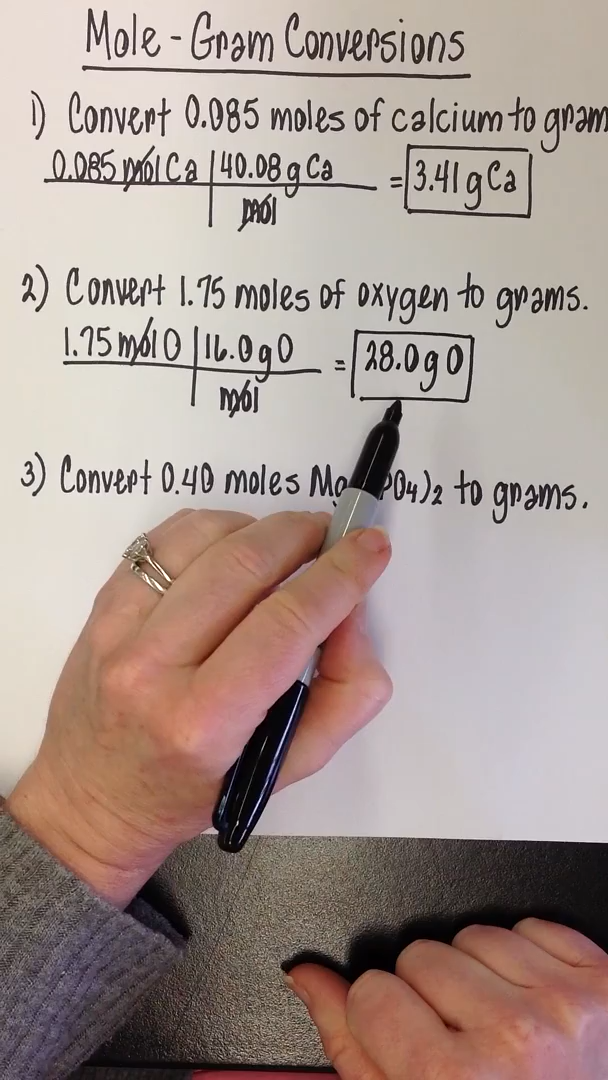 Mole - Gram Conversions
1) Convert 0.085 moles of calcium to gram
0.085 mol Ca | 40.08 g Ca = 3.41 g Ca
mol
2) Convert 1.75 moles of oxygen to grams.
1.75 mol O | 16.0 g O = 28.0 g O
mol
3) Convert 0.40 moles PO4)2 to grams.